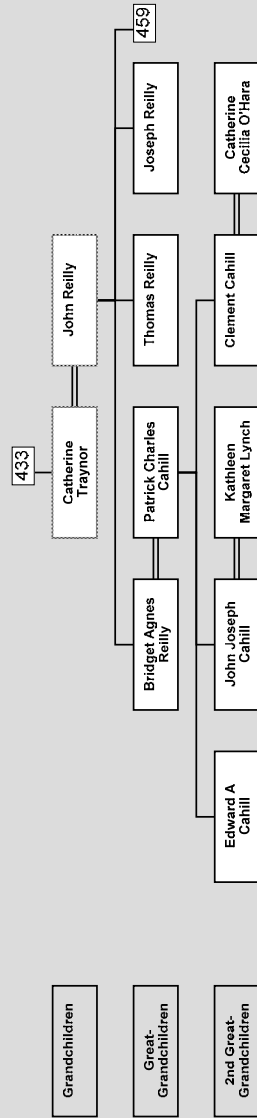 433
Grandchildren
Catherine
Traynor
John Reilly
Great-
Grandchildren
Bridget Agnes
Reilly
Patrick Charles
Cahill
Thomas Reilly
Joseph Reilly
459
2nd Great-
Grandchildren
Edward A
Cahill
John Joseph
Cahill
Kathleen
Margaret Lynch
Clement Cahill
Catherine
Cecilia O'Hara